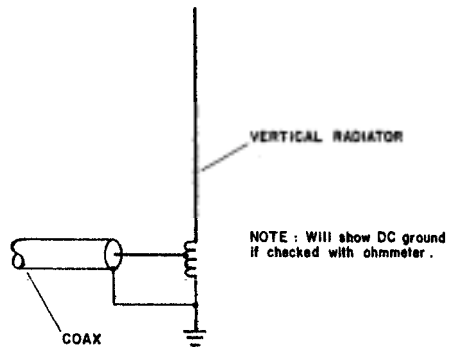 VERTICAL RADIATOR
NOTE : Will show DC ground
if checked with ohmmeter .
COAX